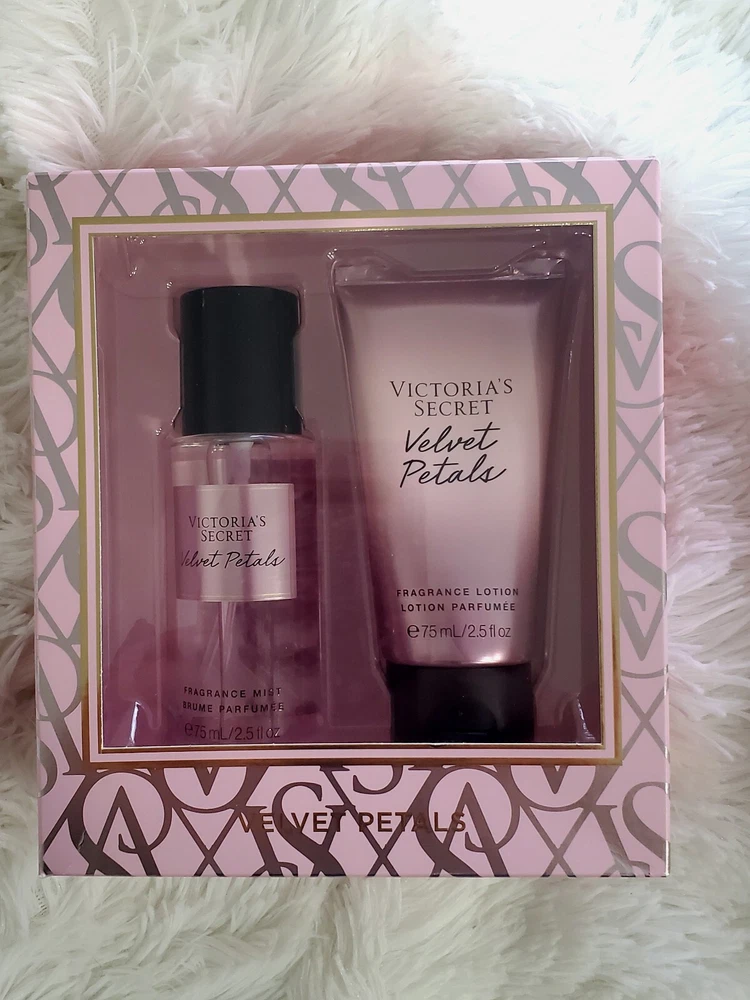 VICTORIA'S
SECRET
Velvet Petals
FRAGRANCE MIST
BRUME PARFUMÉE
℮75 mL/2.5 fl oz
VICTORIA'S
SECRET
Velvet
Petals
FRAGRANCE LOTION
LOTION PARFUMÉE
℮75 mL/2.5 fl oz
VELVET PETALS